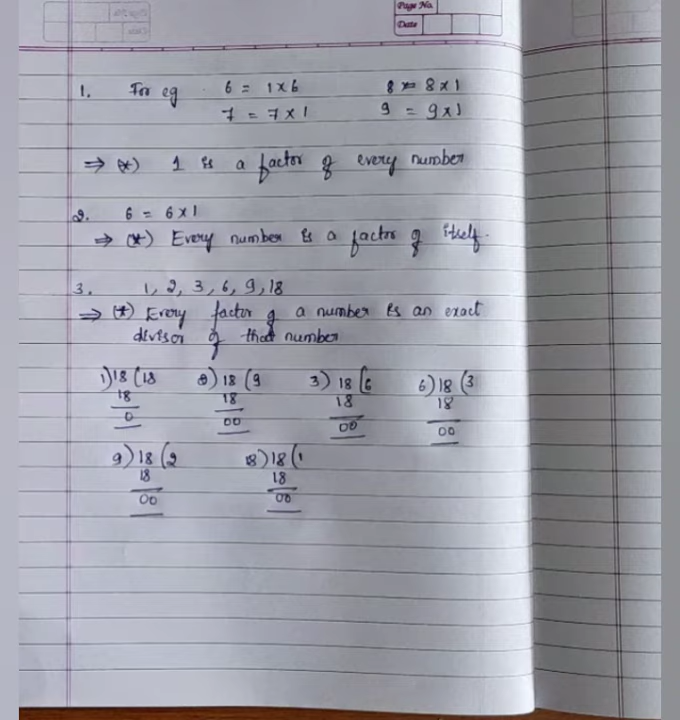 Page No.
Date
1. For eg 6 = 1 x 6 8 = 8 x 1
7 = 7 x 1 9 = 9 x 1
⇒ (*) 1 is a factor of every number
2. 6 = 6 x 1
⇒ (*) Every number is a factor of itself.
3. 1, 2, 3, 6, 9, 18
⇒ (*) Every factor of a number is an exact
divisor of that number
1)18(18 2)18(9 3)18(6 6)18(3
18 18 18 18
0 00 00 00
9)18(2 18)18(1
18 18
00 00